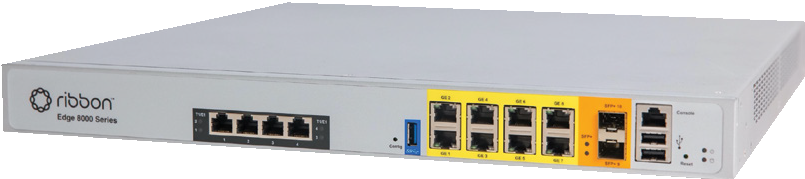 ribbon
Edge 8000 Series
T1/E1
1 2 3 4
Config
GE 2 GE 4 GE 6 GE 8
GE 1 GE 3 GE 5 GE 7
SFP+ 10
SFP+
SFP+ 9
Console
Reset